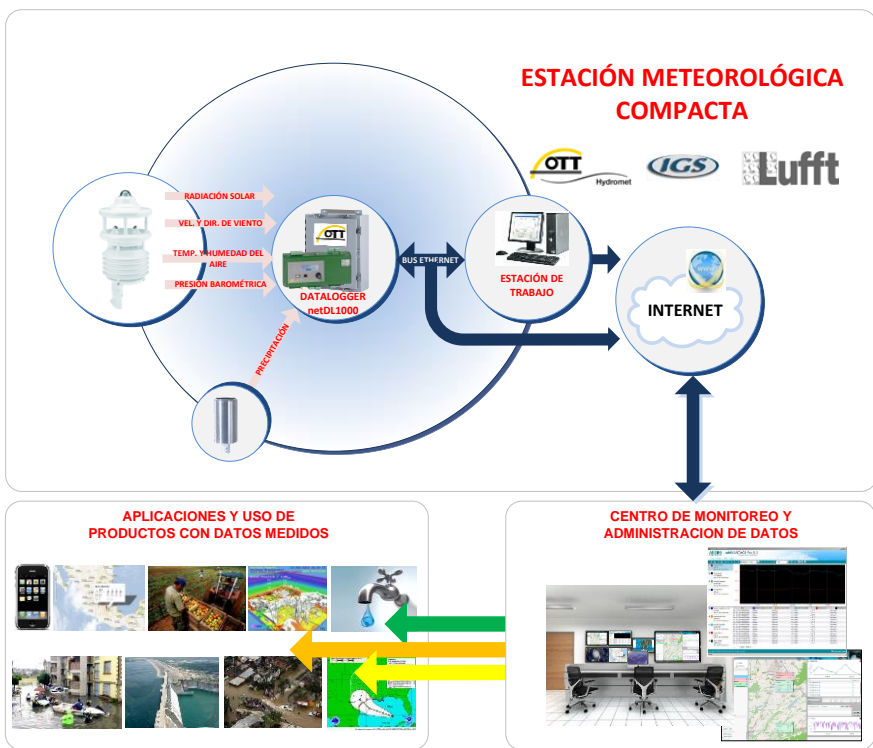 ESTACIÓN METEOROLÓGICA
COMPACTA
OTT
Hydromet
IGS
Lufft
RADIACIÓN SOLAR
VEL. Y DIR. DE VIENTO
TEMP. Y HUMEDAD DEL
AIRE
PRESIÓN BAROMÉTRICA
PRECIPITACIÓN
OTT
DATALOGGER
netDL1000
BUS ETHERNET
ESTACIÓN DE
TRABAJO
WWW
INTERNET
APLICACIONES Y USO DE
PRODUCTOS CON DATOS MEDIDOS
CENTRO DE MONITOREO Y
ADMINISTRACION DE DATOS